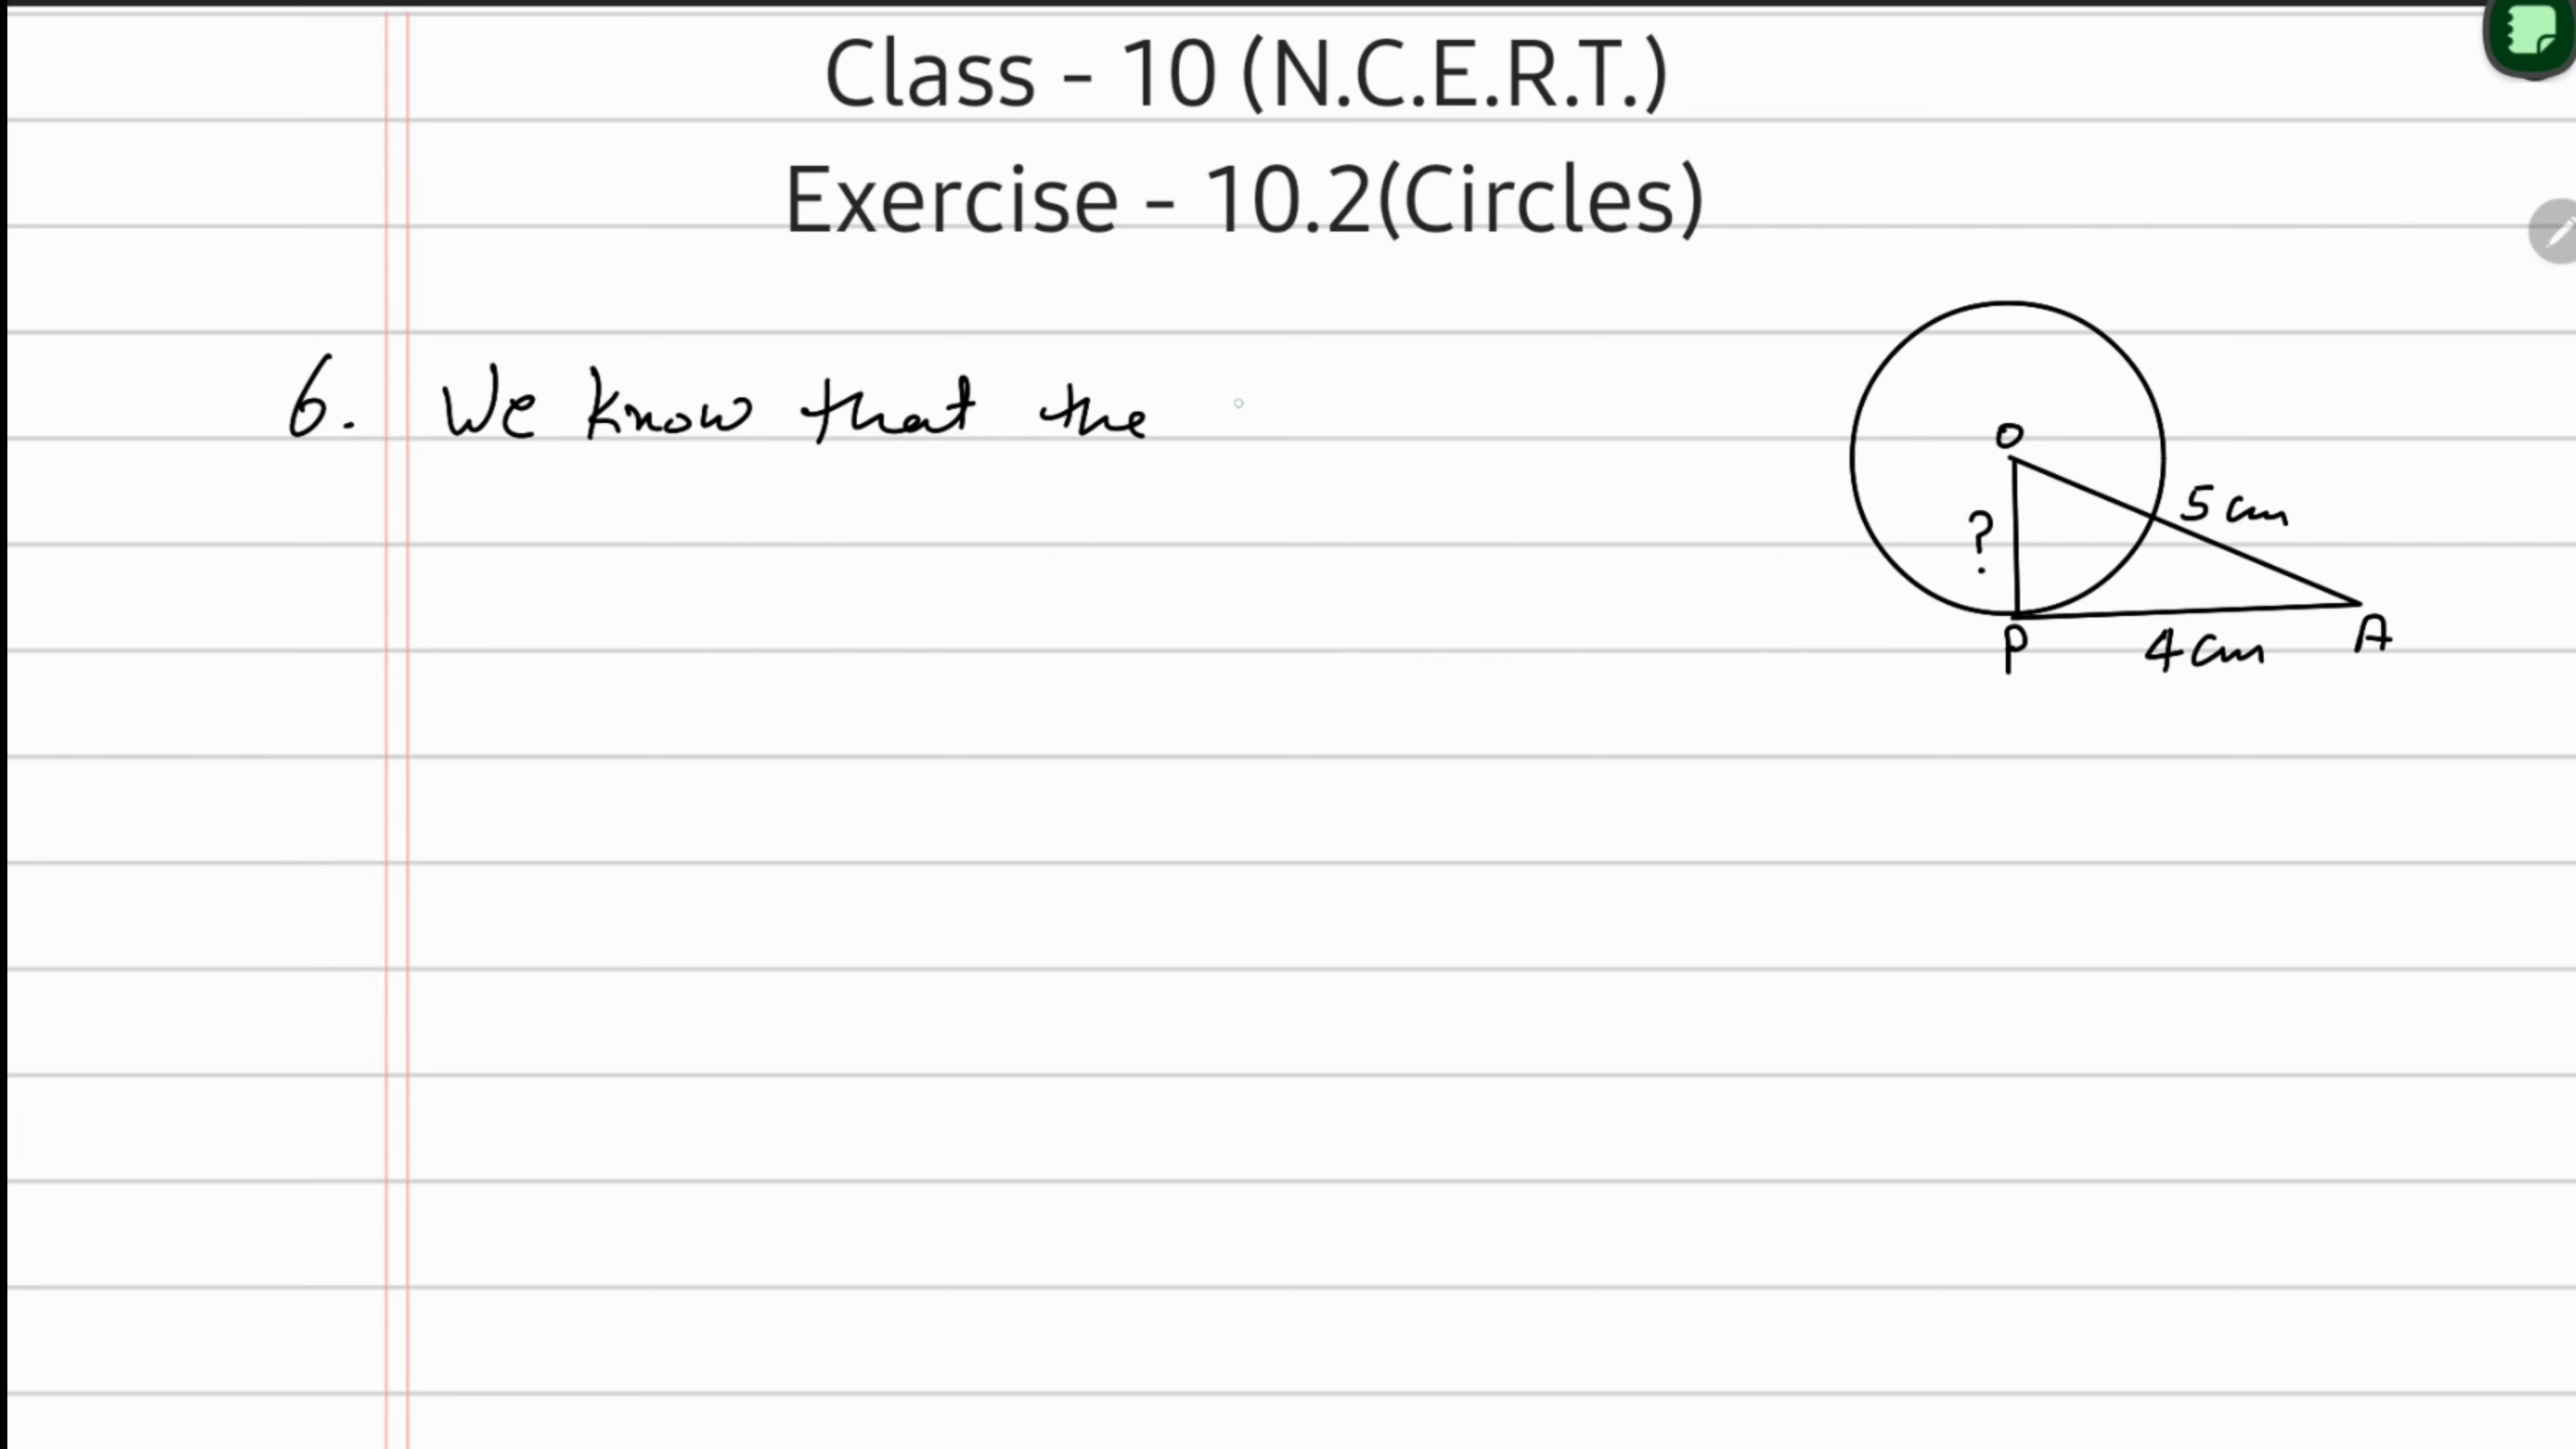 Class - 10 (N.C.E.R.T.)
Exercise - 10.2(Circles)
6. We know that the
O
5 cm
?
P
4 cm
A